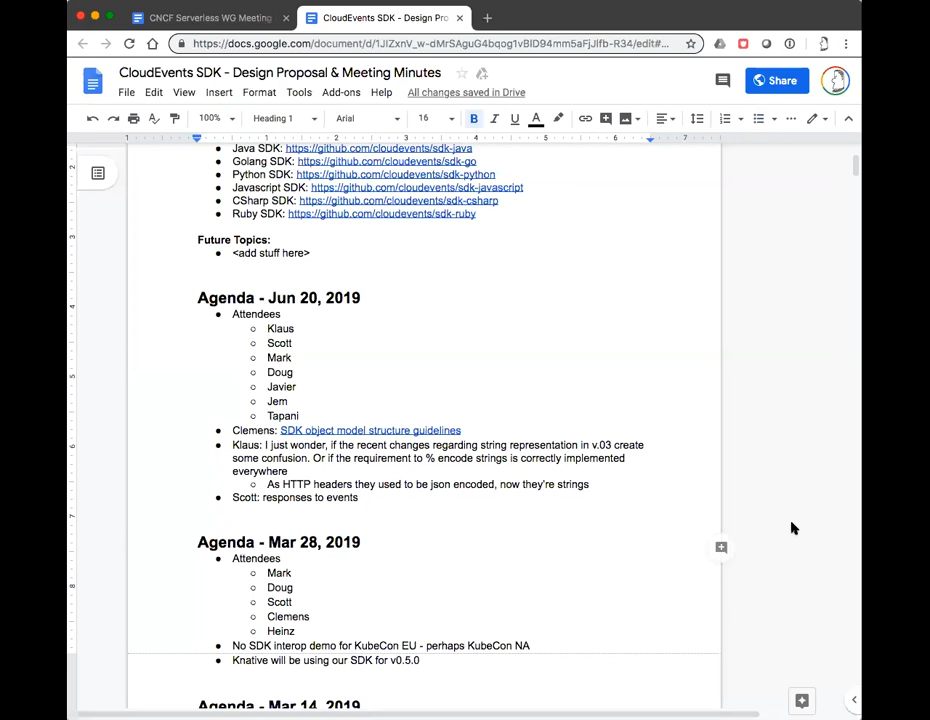 CNCF Serverless WG Meeting
CloudEvents SDK - Design Pro
https://docs.google.com/document/d/1JIZxnV_w-dMrSAguG4bqog1vBlD94mm5aFjJlfb-R34/edit#...
CloudEvents SDK - Design Proposal & Meeting Minutes
File Edit View Insert Format Tools Add-ons Help All changes saved in Drive
Share
100% Heading 1 Arial 16 B I U A
1 1 2 3 4 5 6 7
Java SDK: https://github.com/cloudevents/sdk-java
Golang SDK: https://github.com/cloudevents/sdk-go
Python SDK: https://github.com/cloudevents/sdk-python
Javascript SDK: https://github.com/cloudevents/sdk-javascript
CSharp SDK: https://github.com/cloudevents/sdk-csharp
Ruby SDK: https://github.com/cloudevents/sdk-ruby
Future Topics:
<add stuff here>
Agenda - Jun 20, 2019
Attendees
Klaus
Scott
Mark
Doug
Javier
Jem
Tapani
Clemens: SDK object model structure guidelines
Klaus: I just wonder, if the recent changes regarding string representation in v.03 create
some confusion. Or if the requirement to % encode strings is correctly implemented
everywhere
As HTTP headers they used to be json encoded, now they're strings
Scott: responses to events
Agenda - Mar 28, 2019
Attendees
Mark
Doug
Scott
Clemens
Heinz
No SDK interop demo for KubeCon EU - perhaps KubeCon NA
Knative will be using our SDK for v0.5.0
Agenda - Mar 14, 2019